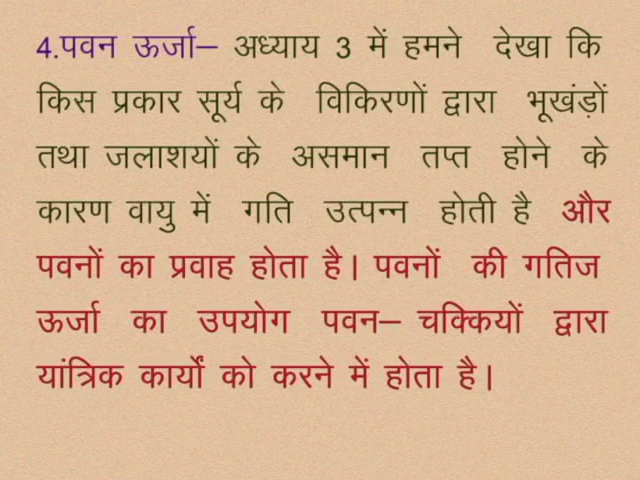 4.पवन ऊर्जा– अध्याय 3 में हमने देखा कि
किस प्रकार सूर्य के विकिरणों द्वारा भूखंड़ों
तथा जलाशयों के असमान तप्त होने के
कारण वायु में गति उत्पन्न होती है और
पवनों का प्रवाह होता है। पवनों की गतिज
ऊर्जा का उपयोग पवन– चक्कियों द्वारा
यांत्रिक कार्यों को करने में होता है।